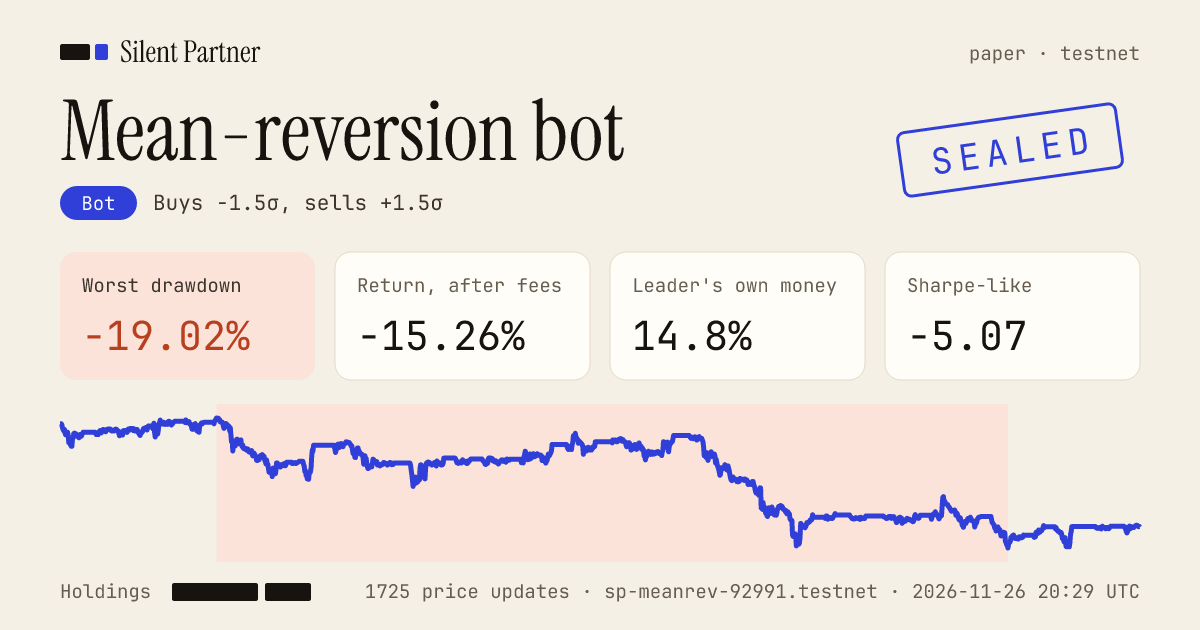 Silent Partner
paper · testnet
Mean-reversion bot
SEALED
Bot
Buys -1.5σ, sells +1.5σ
Worst drawdown
-19.02%
Return, after fees
-15.26%
Leader's own money
14.8%
Sharpe-like
-5.07
Holdings
1725 price updates · sp-meanrev-92991.testnet · 2026-11-26 20:29 UTC